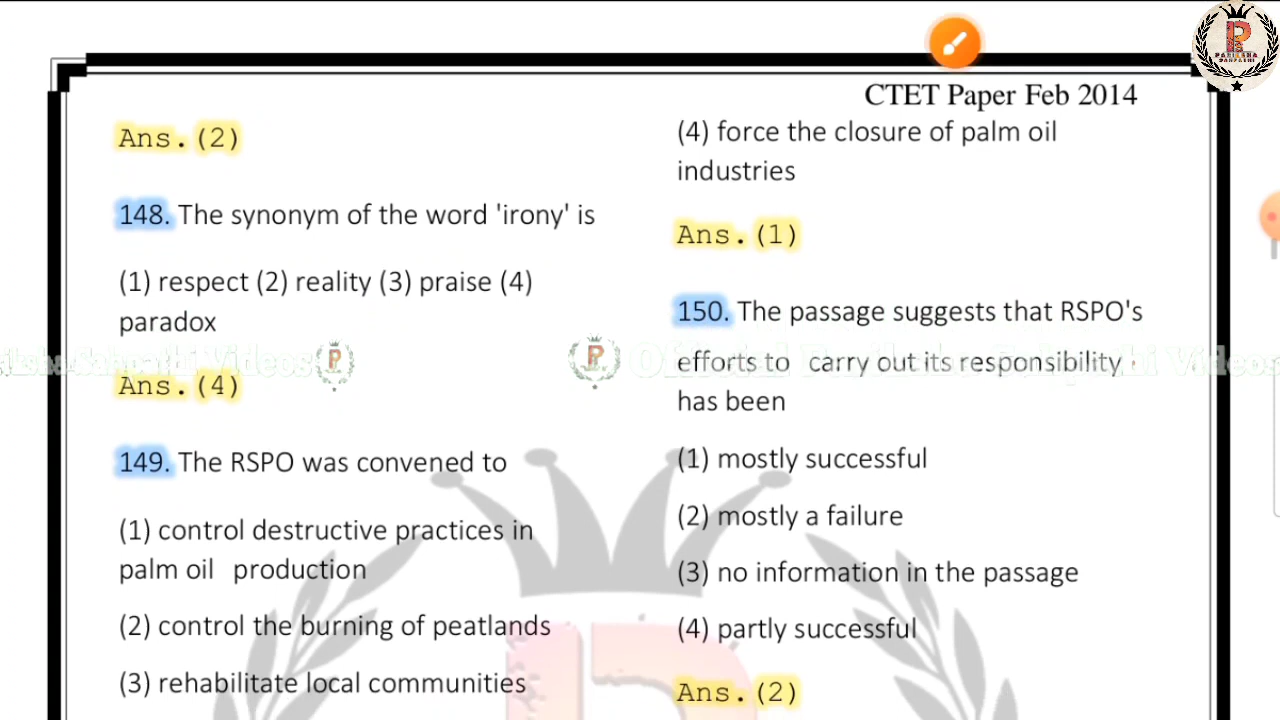 CTET Paper Feb 2014
Ans.(2)
148. The synonym of the word 'irony' is
(1) respect (2) reality (3) praise (4)
paradox
Ans.(4)
149. The RSPO was convened to
(1) control destructive practices in
palm oil production
(2) control the burning of peatlands
(3) rehabilitate local communities
(4) force the closure of palm oil
industries
Ans.(1)
150. The passage suggests that RSPO's
efforts to carry out its responsibility
has been
(1) mostly successful
(2) mostly a failure
(3) no information in the passage
(4) partly successful
Ans.(2)